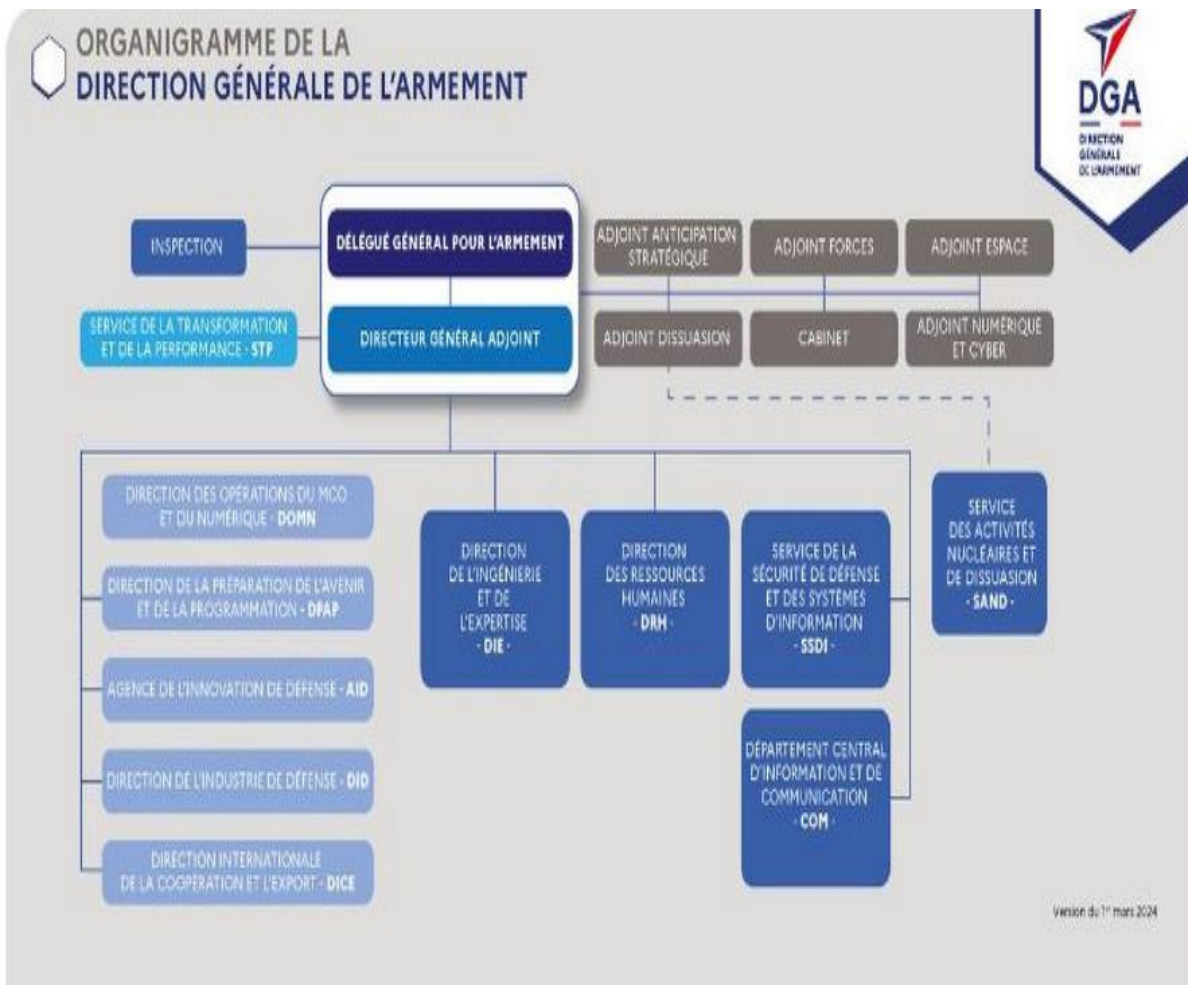 ORGANIGRAMME DE LA
DIRECTION GÉNÉRALE DE L'ARMEMENT
DGA
DIRECTION
GÉNÉRALE
DE L'ARMEMENT
INSPECTION
DÉLÉGUÉ GÉNÉRAL POUR L'ARMEMENT
ADJOINT ANTICIPATION
STRATÉGIQUE
ADJOINT FORCES
ADJOINT ESPACE
SERVICE DE LA TRANSFORMATION
ET DE LA PERFORMANCE - STP
DIRECTEUR GÉNÉRAL ADJOINT
ADJOINT DISSUASION
CABINET
ADJOINT NUMÉRIQUE
ET CYBER
DIRECTION DES OPÉRATIONS DU MCO
ET DU NUMÉRIQUE - DOMN
DIRECTION DE LA PRÉPARATION DE L'AVENIR
ET DE LA PROGRAMMATION - DPAP
AGENCE DE L'INNOVATION DE DÉFENSE - AID
DIRECTION DE L'INDUSTRIE DE DÉFENSE - DID
DIRECTION INTERNATIONALE
DE LA COOPÉRATION ET L'EXPORT - DICE
DIRECTION
DE L'INGÉNIERIE
ET DE
L'EXPERTISE
- DIE -
DIRECTION
DES RESSOURCES
HUMAINES
- DRH -
SERVICE DE LA
SÉCURITÉ DE DÉFENSE
ET DES SYSTÈMES
D'INFORMATION
- SSDI -
DÉPARTEMENT CENTRAL
D'INFORMATION ET DE
COMMUNICATION
- COM -
SERVICE
DES ACTIVITÉS
NUCLÉAIRES ET
DE DISSUASION
- SAND -
Version du 1er mars 2024